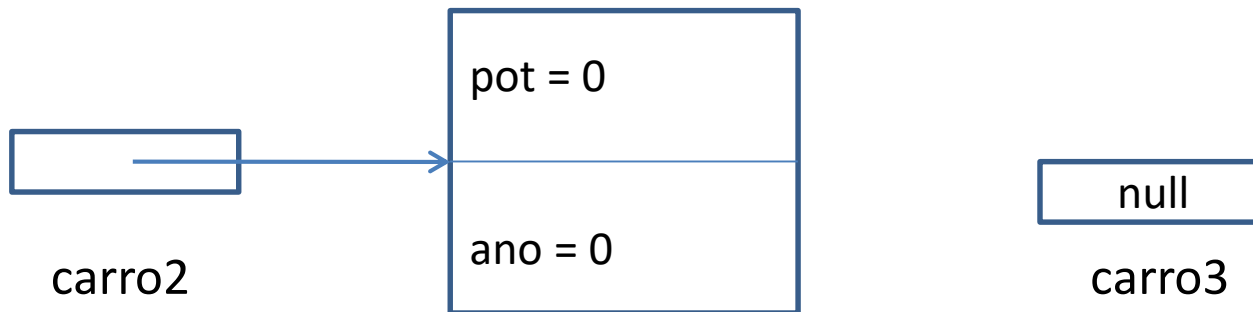 pot = 0
ano = 0
carro2
null
carro3